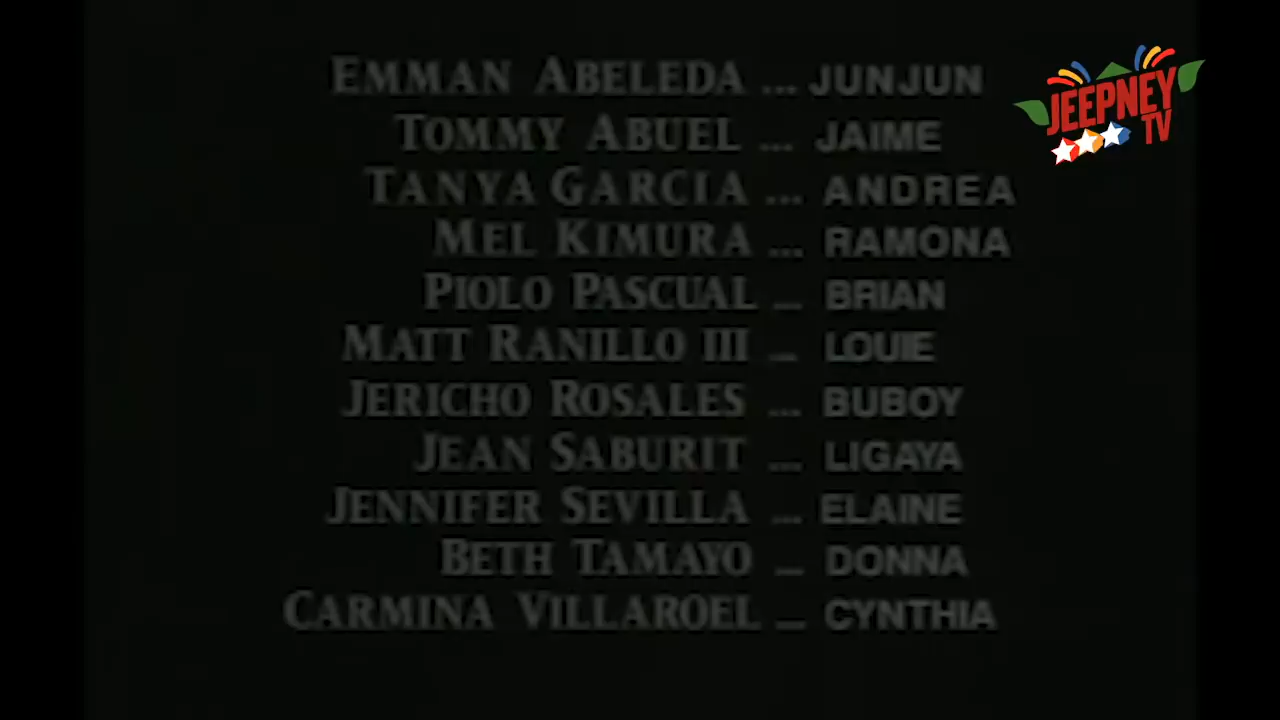 EMMAN ABELEDA ... JUNJUN
TOMMY ABUEL ... JAIME
TANYA GARCIA ... ANDREA
MEL KIMURA ... RAMONA
PIOLO PASCUAL ... BRIAN
MATT RANILLO III ... LOUIE
JERICHO ROSALES ... BUBOY
JEAN SABURIT ... LIGAYA
JENNIFER SEVILLA ... ELAINE
BETH TAMAYO ... DONNA
CARMINA VILLAROEL ... CYNTHIA
JEEPNEY
TV